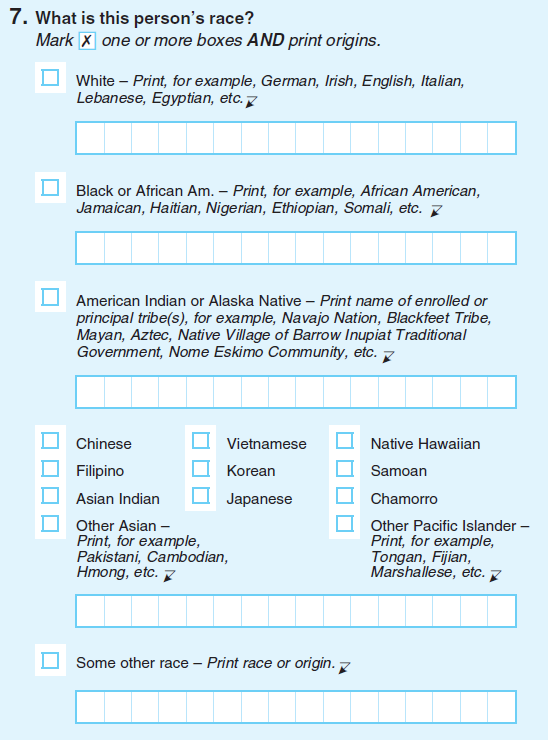 7. What is this person's race?
Mark ✗ one or more boxes AND print origins.
White – Print, for example, German, Irish, English, Italian,
Lebanese, Egyptian, etc.
Black or African Am. – Print, for example, African American,
Jamaican, Haitian, Nigerian, Ethiopian, Somali, etc.
American Indian or Alaska Native – Print name of enrolled or
principal tribe(s), for example, Navajo Nation, Blackfeet Tribe,
Mayan, Aztec, Native Village of Barrow Inupiat Traditional
Government, Nome Eskimo Community, etc.
Chinese
Filipino
Asian Indian
Other Asian –
Print, for example,
Pakistani, Cambodian,
Hmong, etc.
Vietnamese
Korean
Japanese
Native Hawaiian
Samoan
Chamorro
Other Pacific Islander –
Print, for example,
Tongan, Fijian,
Marshallese, etc.
Some other race – Print race or origin.